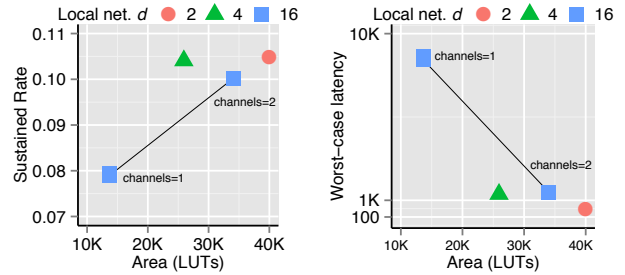 Local net. d 2 4 16
0.11
0.10
0.09
0.08
0.07
Sustained Rate
channels=2
channels=1
10K 20K 30K 40K
Area (LUTs)
Local net. d 2 4 16
10K
1K
100
Worst−case latency
channels=1
channels=2
10K 20K 30K 40K
Area (LUTs)